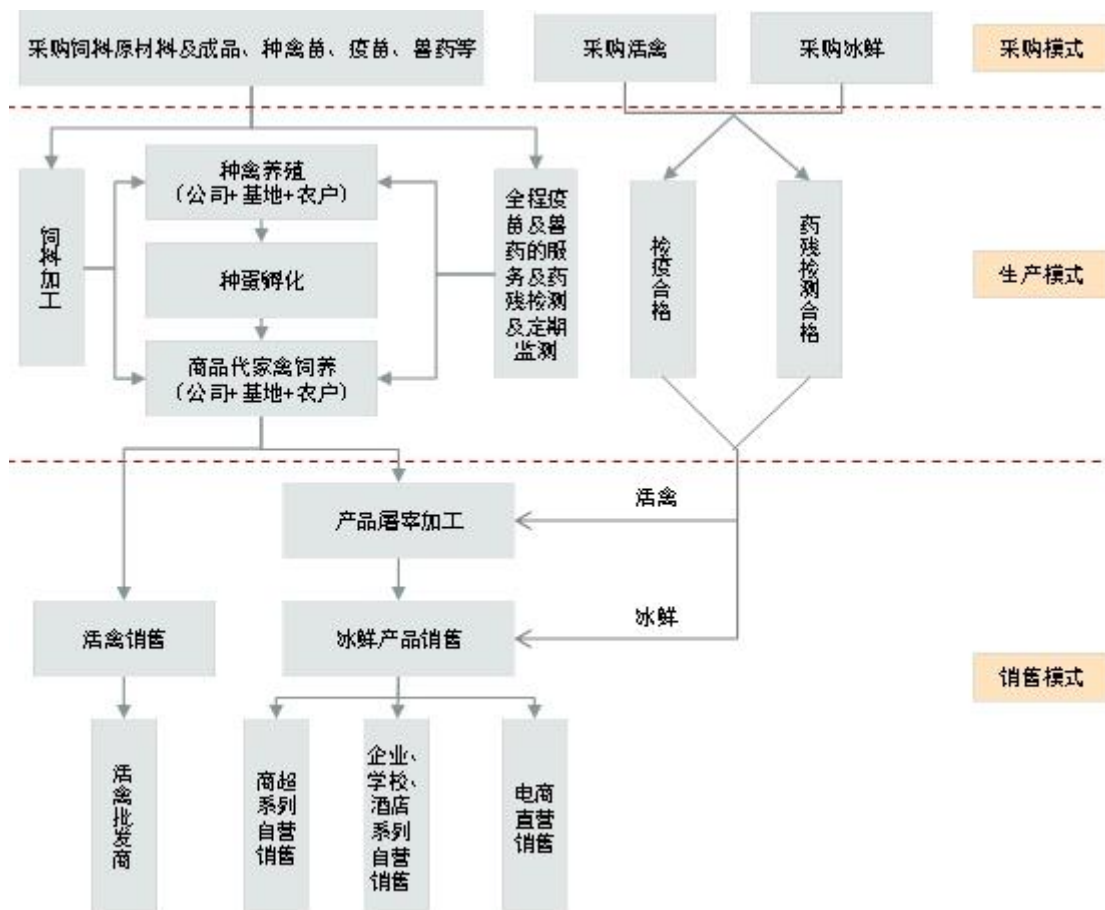 采购饲料原材料及成品、种禽苗、疫苗、兽药等
采购活禽
采购冰鲜
采购模式
种禽养殖
（公司+基地+农户）
饲料加工
种蛋孵化
商品代家禽饲养
（公司+基地+农户）
全程疫
苗及兽
药的服
务及药
残检测
及定期
监测
检疫合格
药残检测合格
生产模式
活禽
产品屠宰加工
冰鲜
活禽销售
冰鲜产品销售
销售模式
活禽批发商
商超
系列
自营
销售
企业、
学校、
酒店
系列
自营
销售
电商
直营
销售